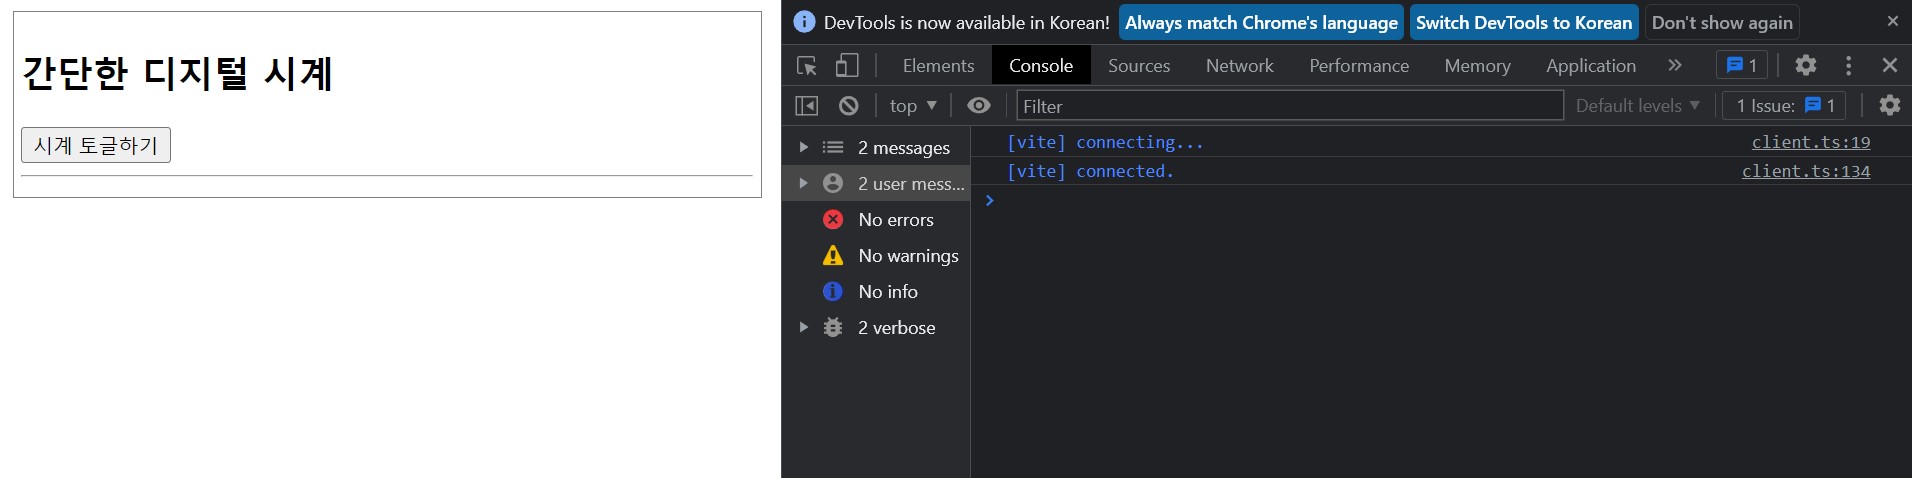 간단한 디지털 시계
시계 토글하기
DevTools is now available in Korean! Always match Chrome's language Switch DevTools to Korean Don't show again ×
Elements Console Sources Network Performance Memory Application » 1
top ▼ Filter Default levels ▼ 1 Issue: 1
2 messages
2 user mess...
No errors
No warnings
No info
2 verbose
[vite] connecting... client.ts:19
[vite] connected. client.ts:134